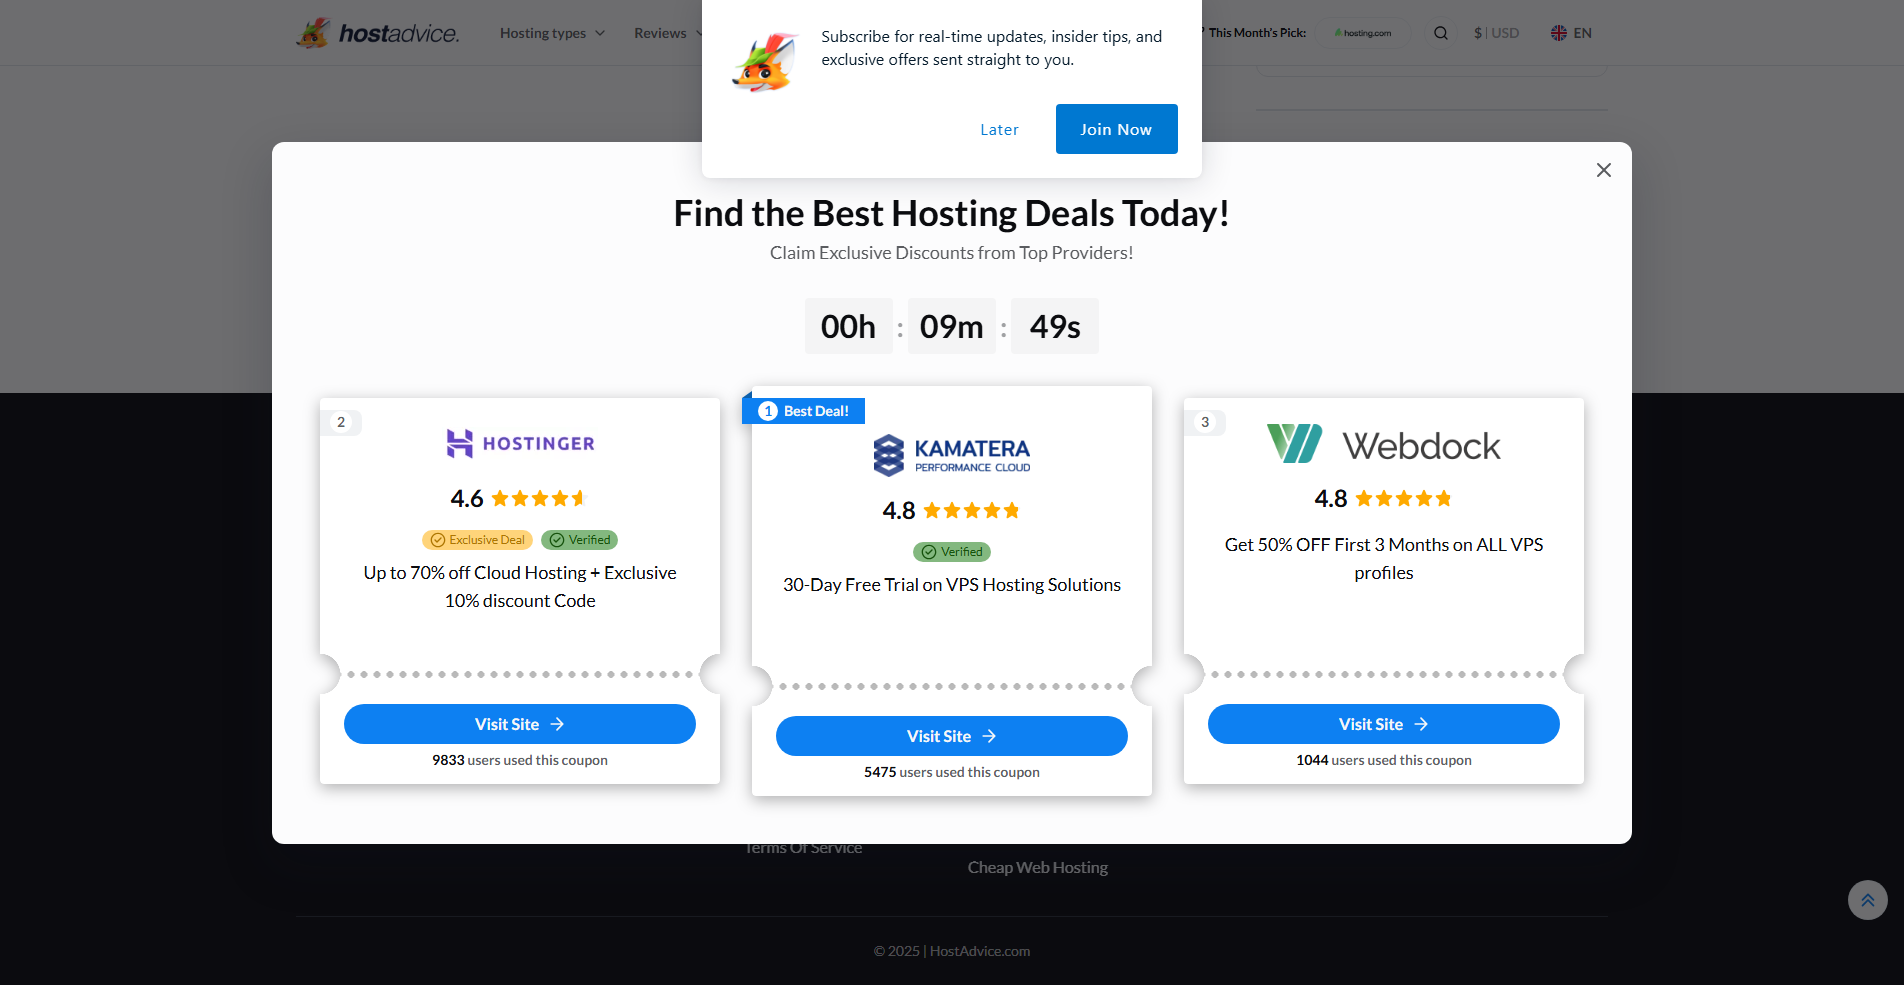 hostadvice.
Hosting types
Reviews
This Month's Pick:
hosting.com
$ | USD
EN
Subscribe for real-time updates, insider tips, and
exclusive offers sent straight to you.
Later
Join Now
Find the Best Hosting Deals Today!
Claim Exclusive Discounts from Top Providers!
00h : 09m : 49s
2
HOSTINGER
4.6
Exclusive Deal
Verified
Up to 70% off Cloud Hosting + Exclusive
10% discount Code
Visit Site
9833 users used this coupon
1 Best Deal!
KAMATERA
PERFORMANCE CLOUD
4.8
Verified
30-Day Free Trial on VPS Hosting Solutions
Visit Site
5475 users used this coupon
3
Webdock
4.8
Get 50% OFF First 3 Months on ALL VPS
profiles
Visit Site
1044 users used this coupon
Terms Of Service
Cheap Web Hosting
© 2025 | HostAdvice.com